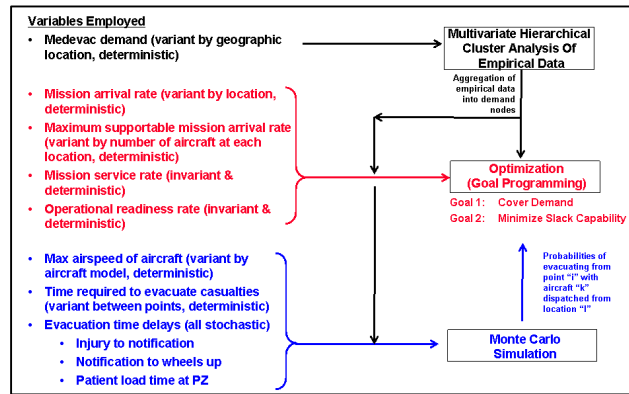 Variables Employed
• Medevac demand (variant by geographic
location, deterministic)
• Mission arrival rate (variant by location,
deterministic)
• Maximum supportable mission arrival rate
(variant by number of aircraft at each
location, deterministic)
• Mission service rate (invariant &
deterministic)
• Operational readiness rate (invariant &
deterministic)
• Max airspeed of aircraft (variant by
aircraft model, deterministic)
• Time required to evacuate casualties
(variant between points, deterministic)
• Evacuation time delays (all stochastic)
• Injury to notification
• Notification to wheels up
• Patient load time at PZ
Multivariate Hierarchical
Cluster Analysis Of
Empirical Data
Aggregation of
empirical data
into demand
nodes
Optimization
(Goal Programming)
Goal 1: Cover Demand
Goal 2: Minimize Slack Capability
Probabilities of
evacuating from
point "i" with
aircraft "k"
dispatched from
location "l"
Monte Carlo
Simulation